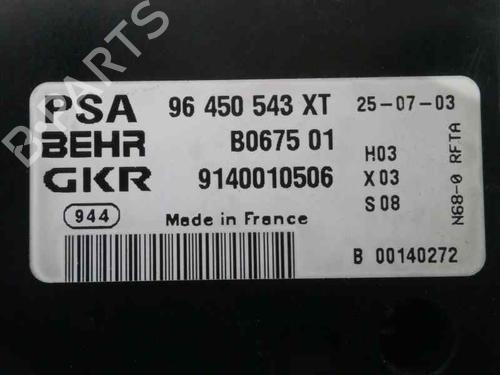 PSA 96 450 543 XT 25-07-03
BEHR B0675 01
GKR 9140010506
H03
X03
S08
N68-0 RFTA
944 Made in France
B 00140272
B-PARTS